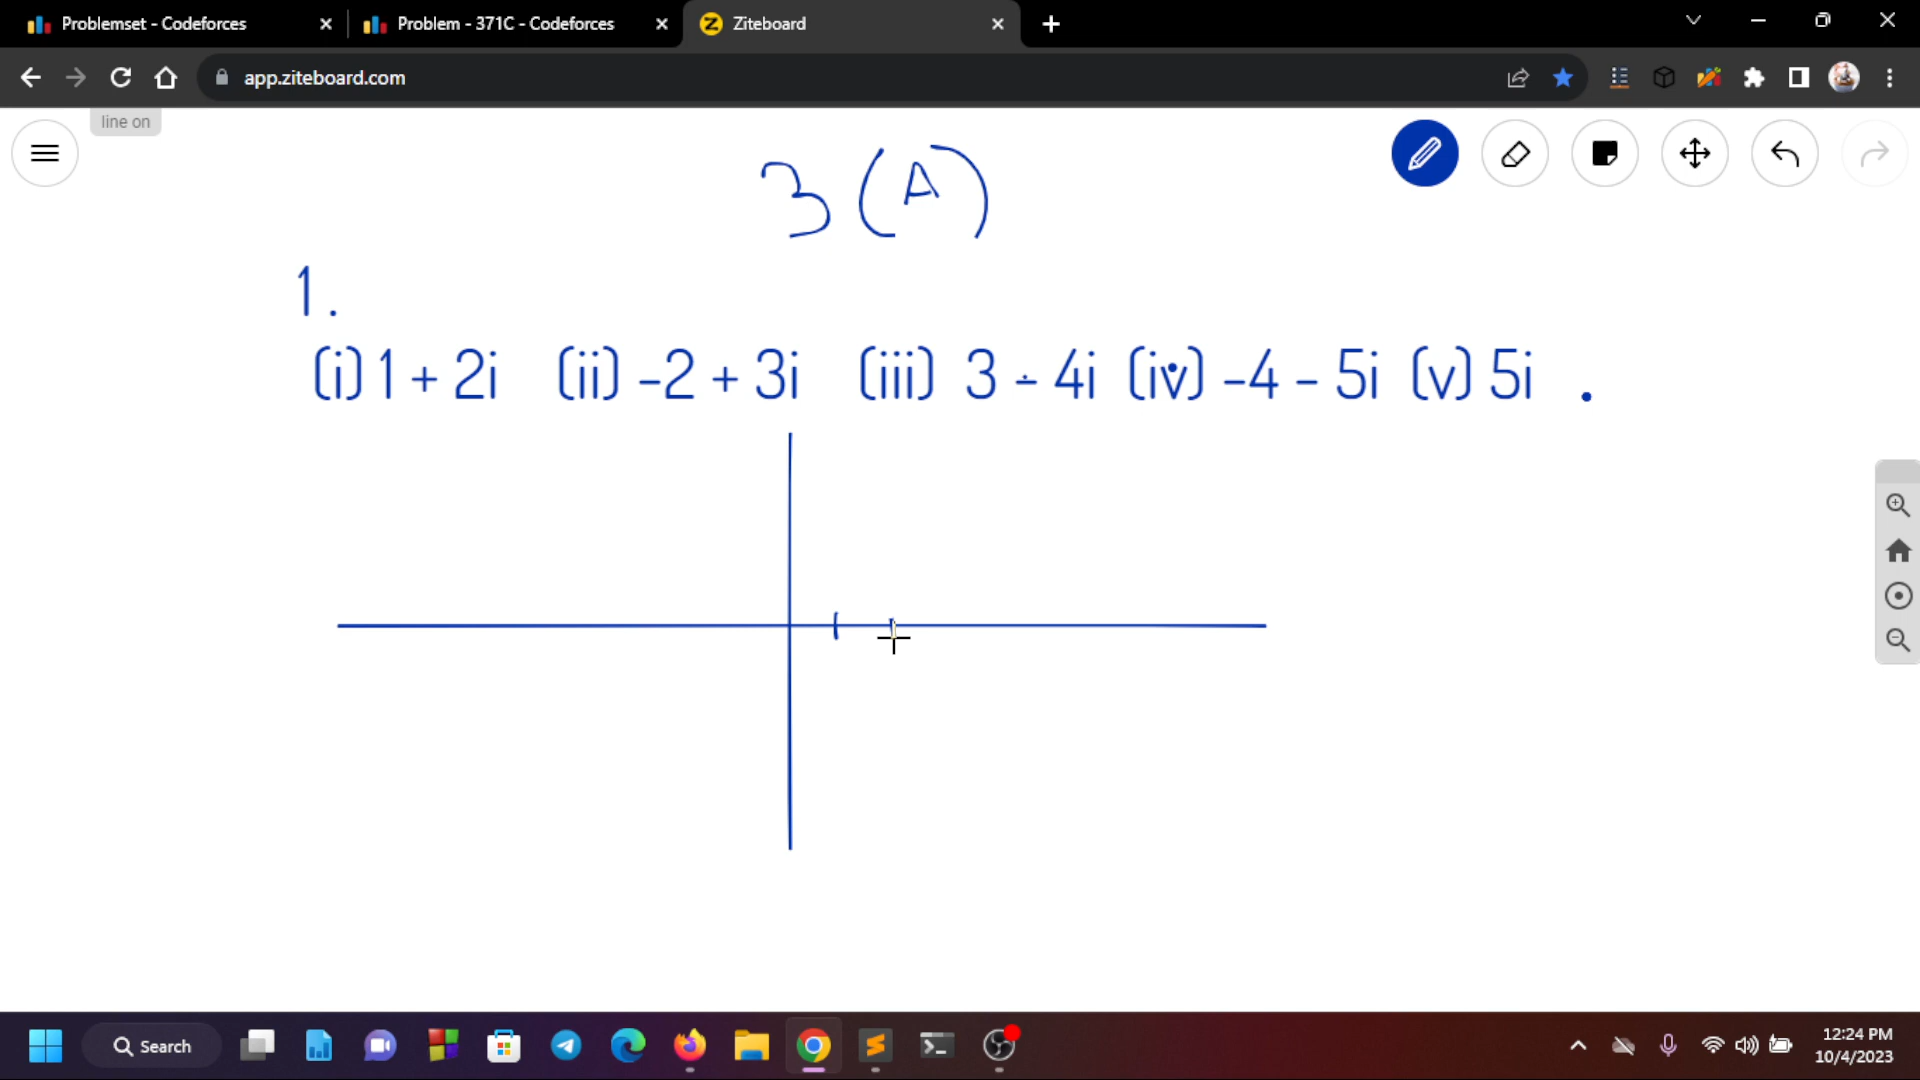 Problemset - Codeforces
Problem - 371C - Codeforces
Ziteboard
app.ziteboard.com
line on
3 (A)
1.
(i) 1 + 2i (ii) -2 + 3i (iii) 3 - 4i (iv) -4 - 5i (v) 5i .
Search
12:24 PM
10/4/2023